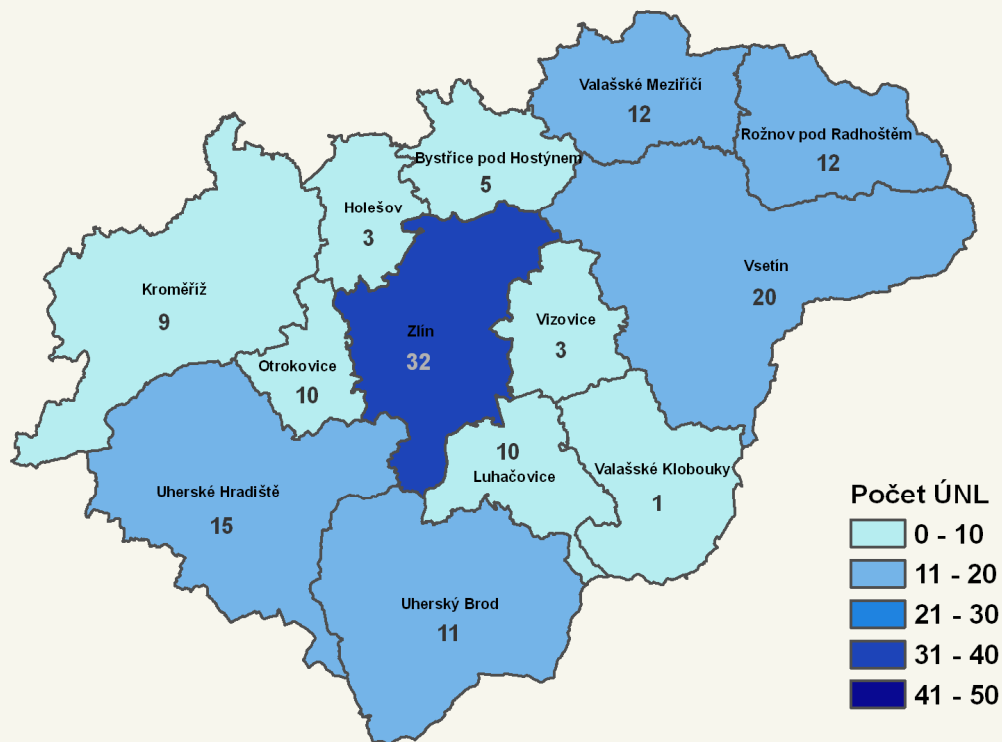 Valašské Meziříčí
12
Rožnov pod Radhoštěm
12
Bystřice pod Hostýnem
5
Holešov
3
Vsetín
20
Kroměříž
9
Zlín
32
Vizovice
3
Otrokovice
10
10
Luhačovice
Valašské Klobouky
1
Uherské Hradiště
15
Uherský Brod
11
Počet ÚNL
0 - 10
11 - 20
21 - 30
31 - 40
41 - 50